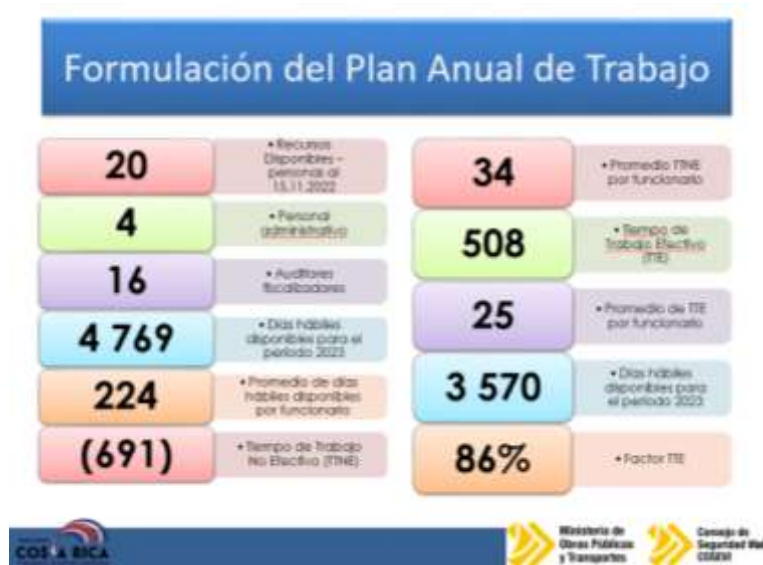 Formulación del Plan Anual de Trabajo
20
• Recursos
Disponibles –
personal al
15.11.2022
4
• Personal
administrativo
16
• Auditores
fiscalizadores
4 769
• Días hábiles
disponibles para el
período 2023
224
• Promedio de días
hábiles disponibles
por funcionario
(691)
• Tiempo de Trabajo
No Efectivo (TTNE)
34
• Promedio TTNE
por funcionario
508
• Tiempo de
Trabajo Efectivo
(TTE)
25
• Promedio de TTE
por funcionario
3 570
• Días hábiles
disponibles para
el período 2023
86%
• Factor TTE
COSTA RICA
Ministerio de
Obras Públicas
y Transportes
Consejo de
Seguridad Vial
COSEVI